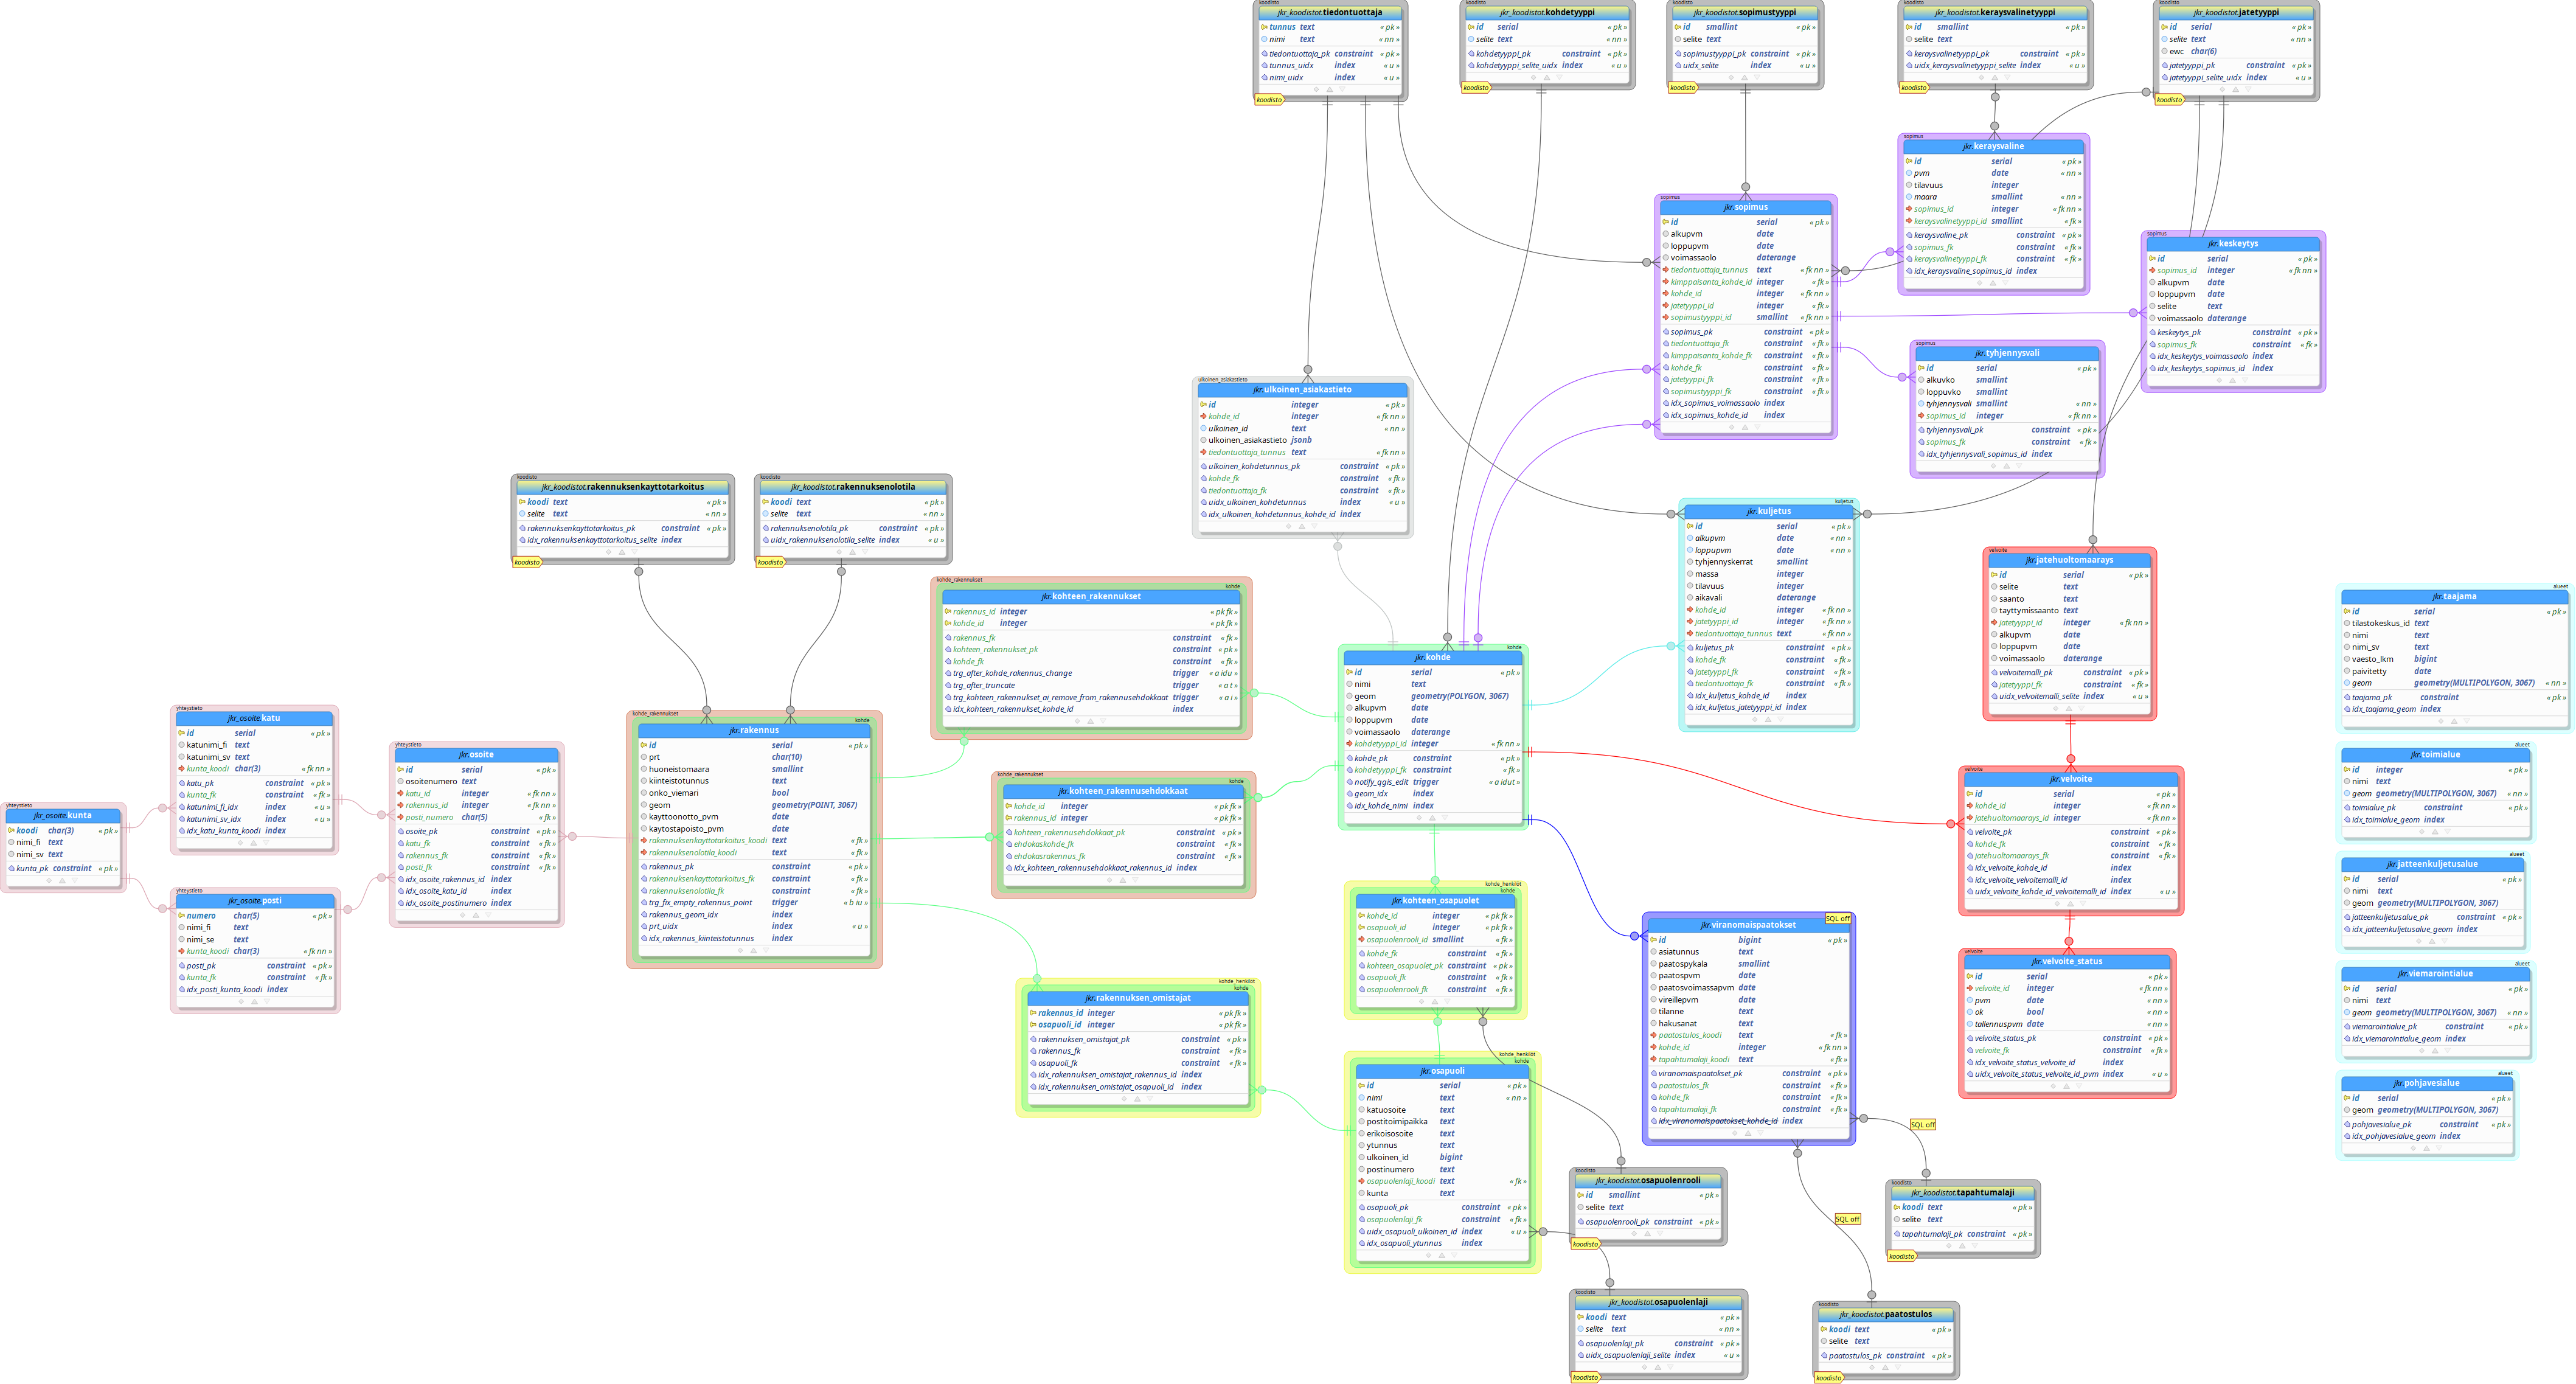 koodisto
jkr_koodistot.tiedontuottaja
tunnus text « pk »
nimi text « nn »
tiedontuottaja_pk constraint « pk »
tunnus_uidx index « u »
nimi_uidx index « u »
koodisto
koodisto
jkr_koodistot.kohdetyyppi
id serial « pk »
selite text « nn »
kohdetyyppi_pk constraint « pk »
kohdetyyppi_selite_uidx index « u »
koodisto
koodisto
jkr_koodistot.sopimustyyppi
id smallint « pk »
selite text
sopimustyyppi_pk constraint « pk »
uidx_selite index « u »
koodisto
koodisto
jkr_koodistot.keraysvalinetyyppi
id smallint « pk »
selite text
keraysvalinetyyppi_pk constraint « pk »
uidx_keraysvalinetyyppi_selite index « u »
koodisto
koodisto
jkr_koodistot.jatetyyppi
id serial « pk »
selite text « nn »
ewc char(6)
jatetyyppi_pk constraint « pk »
jatetyyppi_selite_uidx index « u »
koodisto
sopimus
jkr.keraysvaline
id serial « pk »
pvm date « nn »
tilavuus integer
maara smallint « nn »
sopimus_id integer « fk nn »
keraysvalinetyyppi_id smallint « fk »
keraysvaline_pk constraint « pk »
sopimus_fk constraint « fk »
keraysvalinetyyppi_fk constraint « fk »
idx_keraysvaline_sopimus_id index
sopimus
jkr.sopimus
id serial « pk »
alkupvm date
loppupvm date
voimassaolo daterange
tiedontuottaja_tunnus text « fk nn »
kimppaisanta_kohde_id integer « fk »
kohde_id integer « fk nn »
jatetyyppi_id integer « fk »
sopimustyyppi_id smallint « fk nn »
sopimus_pk constraint « pk »
tiedontuottaja_fk constraint « fk »
kimppaisanta_kohde_fk constraint « fk »
kohde_fk constraint « fk »
jatetyyppi_fk constraint « fk »
sopimustyyppi_fk constraint « fk »
idx_sopimus_voimassaolo index
idx_sopimus_kohde_id index
sopimus
jkr.keskeytys
id serial « pk »
sopimus_id integer « fk nn »
alkupvm date
loppupvm date
selite text
voimassaolo daterange
keskeytys_pk constraint « pk »
sopimus_fk constraint « fk »
idx_keskeytys_voimassaolo index
idx_keskeytys_sopimus_id index
sopimus
jkr.tyhjennysvali
id serial « pk »
alkuvko smallint
loppuvko smallint
tyhjennysvali smallint « nn »
sopimus_id integer « fk nn »
tyhjennysvali_pk constraint « pk »
sopimus_fk constraint « fk »
idx_tyhjennysvali_sopimus_id index
ulkoinen_asiakastieto
jkr.ulkoinen_asiakastieto
id integer « pk »
kohde_id integer « fk nn »
ulkoinen_id text « nn »
ulkoinen_asiakastieto jsonb
tiedontuottaja_tunnus text « fk nn »
ulkoinen_kohdetunnus_pk constraint « pk »
kohde_fk constraint « fk »
tiedontuottaja_fk constraint « fk »
uidx_ulkoinen_kohdetunnus index « u »
idx_ulkoinen_kohdetunnus_kohde_id index
koodisto
jkr_koodistot.rakennuksenkayttotarkoitus
koodi text « pk »
selite text « nn »
rakennuksenkayttotarkoitus_pk constraint « pk »
idx_rakennuksenkayttotarkoitus_selite index
koodisto
koodisto
jkr_koodistot.rakennuksenolotila
koodi text « pk »
selite text « nn »
rakennuksenolotila_pk constraint « pk »
uidx_rakennuksenolotila_selite index « u »
koodisto
kuljetus
jkr.kuljetus
id serial « pk »
alkupvm date « nn »
loppupvm date « nn »
tyhjennyskerrat smallint
massa integer
tilavuus integer
aikavali daterange
kohde_id integer « fk nn »
jatetyyppi_id integer « fk nn »
tiedontuottaja_tunnus text « fk nn »
kuljetus_pk constraint « pk »
kohde_fk constraint « fk »
jatetyyppi_fk constraint « fk »
tiedontuottaja_fk constraint « fk »
idx_kuljetus_kohde_id index
idx_kuljetus_jatetyyppi_id index
velvoite
jkr.jatehuoltomaarays
id serial « pk »
selite text
saanto text
tayttymissaanto text
jatetyyppi_id integer « fk nn »
alkupvm date
loppupvm date
voimassaolo daterange
velvoitemalli_pk constraint « pk »
jatetyyppi_fk constraint « fk »
uidx_velvoitemalli_selite index « u »
kohde_rakennukset
kohde
jkr.kohteen_rakennukset
rakennus_id integer « pk fk »
kohde_id integer « pk fk »
rakennus_fk constraint « fk »
kohteen_rakennukset_pk constraint « pk »
kohde_fk constraint « fk »
trg_after_kohde_rakennus_change trigger « a idu »
trg_after_truncate trigger « a t »
trg_kohteen_rakennukset_ai_remove_from_rakennusehdokkaat trigger « a i »
idx_kohteen_rakennukset_kohde_id index
kohde
jkr.kohde
id serial « pk »
nimi text
geom geometry(POLYGON, 3067)
alkupvm date
loppupvm date
voimassaolo daterange
kohdetyyppi_id integer « fk nn »
kohde_pk constraint « pk »
kohdetyyppi_fk constraint « fk »
notify_qgis_edit trigger « a idut »
geom_idx index
idx_kohde_nimi index
alueet
jkr.taajama
id serial « pk »
tilastokeskus_id text
nimi text
nimi_sv text
vaesto_lkm bigint
paivitetty date
geom geometry(MULTIPOLYGON, 3067) « nn »
taajama_pk constraint « pk »
idx_taajama_geom index
alueet
jkr.toimialue
id integer « pk »
nimi text
geom geometry(MULTIPOLYGON, 3067) « nn »
toimialue_pk constraint « pk »
idx_toimialue_geom index
alueet
jkr.jatteenkuljetusalue
id serial « pk »
nimi text
geom geometry(MULTIPOLYGON, 3067)
jatteenkuljetusalue_pk constraint « pk »
idx_jatteenkuljetusalue_geom index
alueet
jkr.viemarointialue
id serial « pk »
nimi text
geom geometry(MULTIPOLYGON, 3067) « nn »
viemarointialue_pk constraint « pk »
idx_viemarointialue_geom index
alueet
jkr.pohjavesialue
id serial « pk »
geom geometry(MULTIPOLYGON, 3067)
pohjavesialue_pk constraint « pk »
idx_pohjavesialue_geom index
yhteystieto
jkr_osoite.katu
id serial « pk »
katunimi_fi text
katunimi_sv text
kunta_koodi char(3) « fk nn »
katu_pk constraint « pk »
kunta_fk constraint « fk »
katunimi_fi_idx index « u »
katunimi_sv_idx index « u »
idx_katu_kunta_koodi index
yhteystieto
jkr_osoite.kunta
koodi char(3) « pk »
nimi_fi text
nimi_sv text
kunta_pk constraint « pk »
yhteystieto
jkr_osoite.posti
numero char(5) « pk »
nimi_fi text
nimi_se text
kunta_koodi char(3) « fk nn »
posti_pk constraint « pk »
kunta_fk constraint « fk »
idx_posti_kunta_koodi index
yhteystieto
jkr.osoite
id serial « pk »
osoitenumero text
katu_id integer « fk nn »
rakennus_id integer « fk nn »
posti_numero char(5) « fk »
osoite_pk constraint « pk »
katu_fk constraint « fk »
rakennus_fk constraint « fk »
posti_fk constraint « fk »
idx_osoite_rakennus_id index
idx_osoite_katu_id index
idx_osoite_postinumero index
kohde_rakennukset
kohde
jkr.rakennus
id serial « pk »
prt char(10)
huoneistomaara smallint
kiinteistotunnus text
onko_viemari bool
geom geometry(POINT, 3067)
kayttoonotto_pvm date
kaytostapoisto_pvm date
rakennuksenkayttotarkoitus_koodi text « fk »
rakennuksenolotila_koodi text « fk »
rakennus_pk constraint « pk »
rakennuksenkayttotarkoitus_fk constraint « fk »
rakennuksenolotila_fk constraint « fk »
trg_fix_empty_rakennus_point trigger « b iu »
rakennus_geom_idx index
prt_uidx index « u »
idx_rakennus_kiinteistotunnus index
kohde_rakennukset
kohde
jkr.kohteen_rakennusehdokkaat
kohde_id integer « pk fk »
rakennus_id integer « pk fk »
kohteen_rakennusehdokkaat_pk constraint « pk »
ehdokaskohde_fk constraint « fk »
ehdokasrakennus_fk constraint « fk »
idx_kohteen_rakennusehdokkaat_rakennus_id index
velvoite
jkr.velvoite
id serial « pk »
kohde_id integer « fk nn »
jatehuoltomaarays_id integer « fk nn »
velvoite_pk constraint « pk »
kohde_fk constraint « fk »
jatehuoltomaarays_fk constraint « fk »
idx_velvoite_kohde_id index
idx_velvoite_velvoitemalli_id index
uidx_velvoite_kohde_id_velvoitemalli_id index « u »
velvoite
jkr.velvoite_status
id serial « pk »
velvoite_id integer « fk nn »
pvm date « nn »
ok bool « nn »
tallennuspvm date « nn »
velvoite_status_pk constraint « pk »
velvoite_fk constraint « fk »
idx_velvoite_status_velvoite_id index
uidx_velvoite_status_velvoite_id_pvm index « u »
kohde_henkilöt
kohde
jkr.kohteen_osapuolet
kohde_id integer « pk fk »
osapuoli_id integer « pk fk »
osapuolenrooli_id smallint « fk »
kohde_fk constraint « fk »
kohteen_osapuolet_pk constraint « pk »
osapuoli_fk constraint « fk »
osapuolenrooli_fk constraint « fk »
SQL off
jkr.viranomaispaatokset
id bigint « pk »
asiatunnus text
paatospykala smallint
paatospvm date
paatosvoimassapvm date
vireillepvm date
tilanne text
hakusanat text
paatostulos_koodi text « fk »
kohde_id integer « fk nn »
tapahtumalaji_koodi text « fk »
viranomaispaatokset_pk constraint « pk »
paatostulos_fk constraint « fk »
kohde_fk constraint « fk »
tapahtumalaji_fk constraint « fk »
idx_viranomaispaatokset_kohde_id index
kohde_henkilöt
kohde
jkr.rakennuksen_omistajat
rakennus_id integer « pk fk »
osapuoli_id integer « pk fk »
rakennuksen_omistajat_pk constraint « pk »
rakennus_fk constraint « fk »
osapuoli_fk constraint « fk »
idx_rakennuksen_omistajat_rakennus_id index
idx_rakennuksen_omistajat_osapuoli_id index
kohde_henkilöt
kohde
jkr.osapuoli
id serial « pk »
nimi text « nn »
katuosoite text
postitoimipaikka text
erikoisosoite text
ytunnus text
ulkoinen_id bigint
postinumero text
osapuolenlaji_koodi text « fk »
kunta text
osapuoli_pk constraint « pk »
osapuolenlaji_fk constraint « fk »
uidx_osapuoli_ulkoinen_id index « u »
idx_osapuoli_ytunnus index
SQL off
SQL off
koodisto
jkr_koodistot.osapuolenrooli
id smallint « pk »
selite text
osapuolenrooli_pk constraint « pk »
koodisto
koodisto
jkr_koodistot.tapahtumalaji
koodi text « pk »
selite text
tapahtumalaji_pk constraint « pk »
koodisto
koodisto
jkr_koodistot.osapuolenlaji
koodi text « pk »
selite text « nn »
osapuolenlaji_pk constraint « pk »
uidx_osapuolenlaji_selite index « u »
koodisto
koodisto
jkr_koodistot.paatostulos
koodi text « pk »
selite text
paatostulos_pk constraint « pk »
koodisto